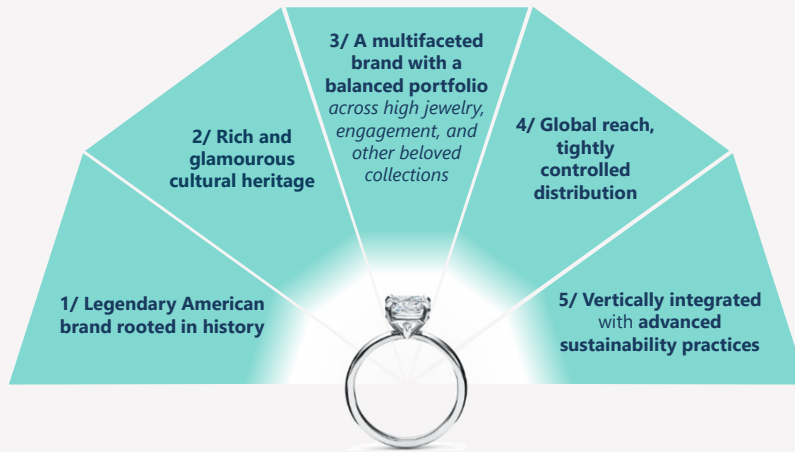 1/ Legendary American
brand rooted in history
2/ Rich and
glamourous
cultural heritage
3/ A multifaceted
brand with a
balanced portfolio
across high jewelry,
engagement, and
other beloved
collections
4/ Global reach,
tightly
controlled
distribution
5/ Vertically integrated
with advanced
sustainability practices